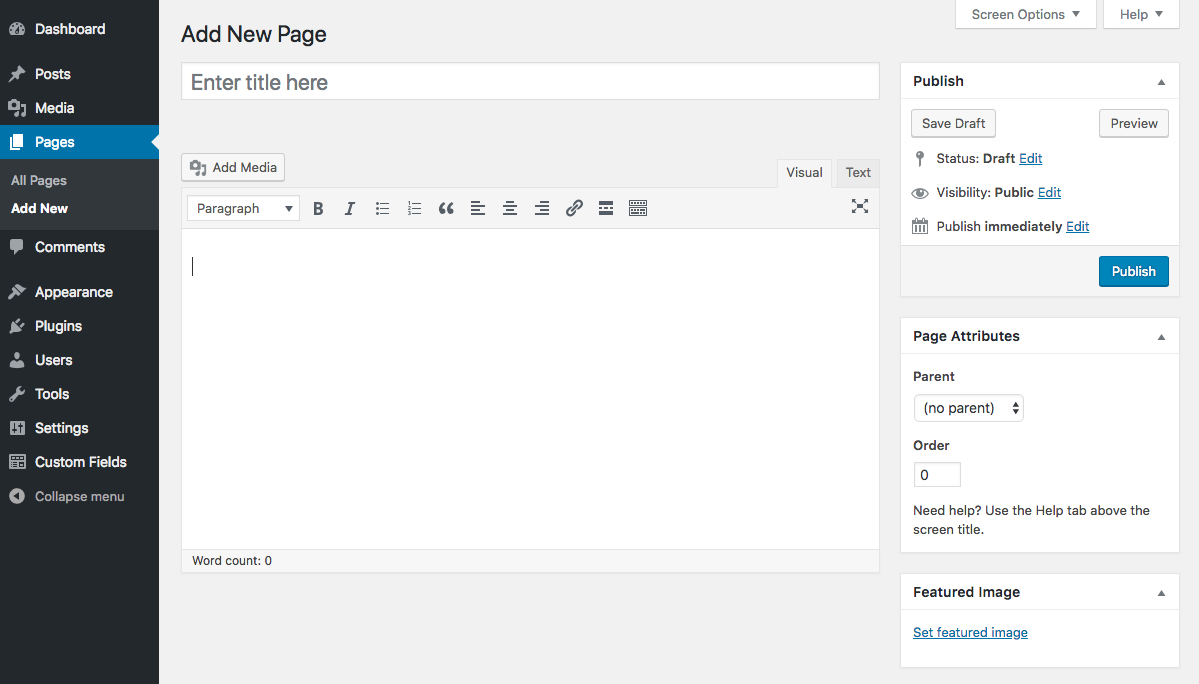 Dashboard
Posts
Media
Pages
All Pages
Add New
Comments
Appearance
Plugins
Users
Tools
Settings
Custom Fields
Collapse menu
Screen Options
Help
Add New Page
Enter title here
Add Media
Visual
Text
Paragraph
B I
Word count: 0
Publish
Save Draft
Preview
Status: Draft Edit
Visibility: Public Edit
Publish immediately Edit
Publish
Page Attributes
Parent
(no parent)
Order
0
Need help? Use the Help tab above the
screen title.
Featured Image
Set featured image